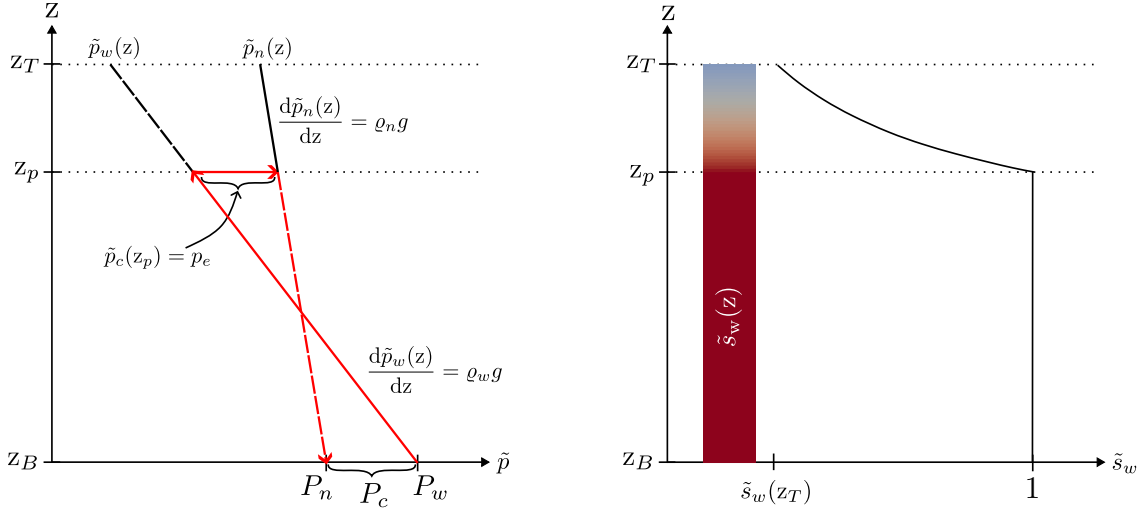 z
z_T
p̃_w(z)
p̃_n(z)
dp̃_n(z)/dz = ϱ_n g
z_p
p̃_c(z_p) = p_e
dp̃_w(z)/dz = ϱ_w g
z_B
p̃
P_n
P_c
P_w
z
z_T
z_p
s̃_w(z)
z_B
s̃_w
s̃_w(z_T)
1